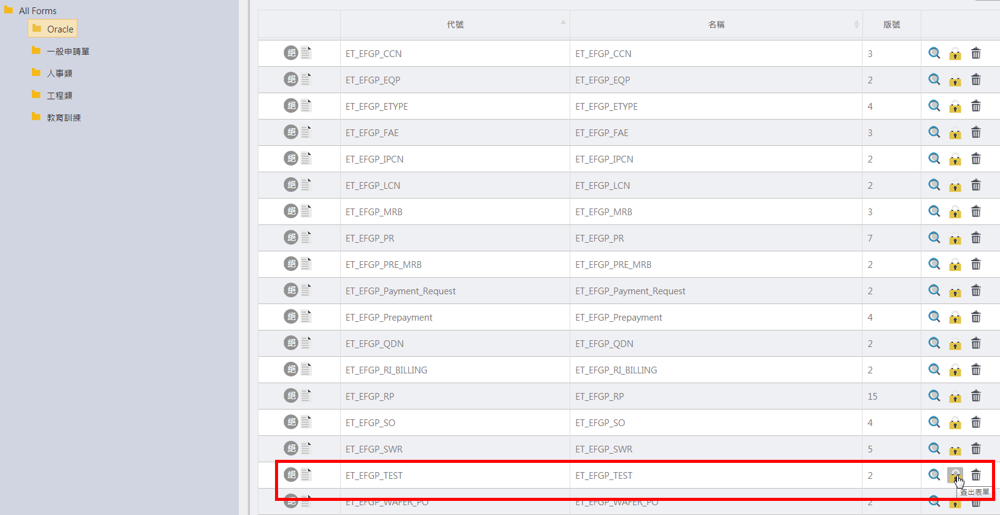 All Forms
Oracle
一般申請單
人事類
工程類
教育訓練
代號 名稱 版號
絕 ET_EFGP_CCN ET_EFGP_CCN 3
絕 ET_EFGP_EQP ET_EFGP_EQP 2
絕 ET_EFGP_ETYPE ET_EFGP_ETYPE 4
絕 ET_EFGP_FAE ET_EFGP_FAE 3
絕 ET_EFGP_IPCN ET_EFGP_IPCN 2
絕 ET_EFGP_LCN ET_EFGP_LCN 2
絕 ET_EFGP_MRB ET_EFGP_MRB 3
絕 ET_EFGP_PR ET_EFGP_PR 7
絕 ET_EFGP_PRE_MRB ET_EFGP_PRE_MRB 2
絕 ET_EFGP_Payment_Request ET_EFGP_Payment_Request 2
絕 ET_EFGP_Prepayment ET_EFGP_Prepayment 4
絕 ET_EFGP_QDN ET_EFGP_QDN 2
絕 ET_EFGP_RI_BILLING ET_EFGP_RI_BILLING 2
絕 ET_EFGP_RP ET_EFGP_RP 15
絕 ET_EFGP_SO ET_EFGP_SO 4
絕 ET_EFGP_SWR ET_EFGP_SWR 5
絕 ET_EFGP_TEST ET_EFGP_TEST 2
簽出表單
絕 ET_EFGP_WAFER_PO ET_EFGP_WAFER_PO 2